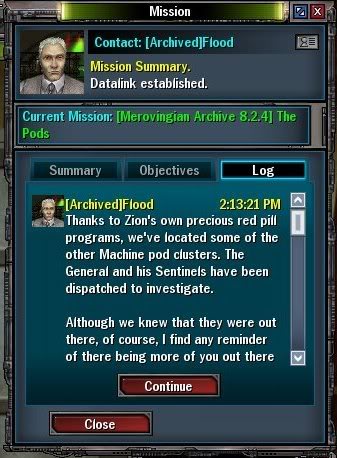 Mission
Contact: [Archived]Flood
Mission Summary.
Datalink established.
Current Mission: [Merovingian Archive 8.2.4] The
Pods
Summary Objectives Log
[Archived]Flood 2:13:21 PM
Thanks to Zion's own precious red pill
programs, we've located some of the
other Machine pod clusters. The
General and his Sentinels have been
dispatched to investigate.
Although we knew that they were out
there, of course, I find any reminder
of there being more of you out there
Continue
Close